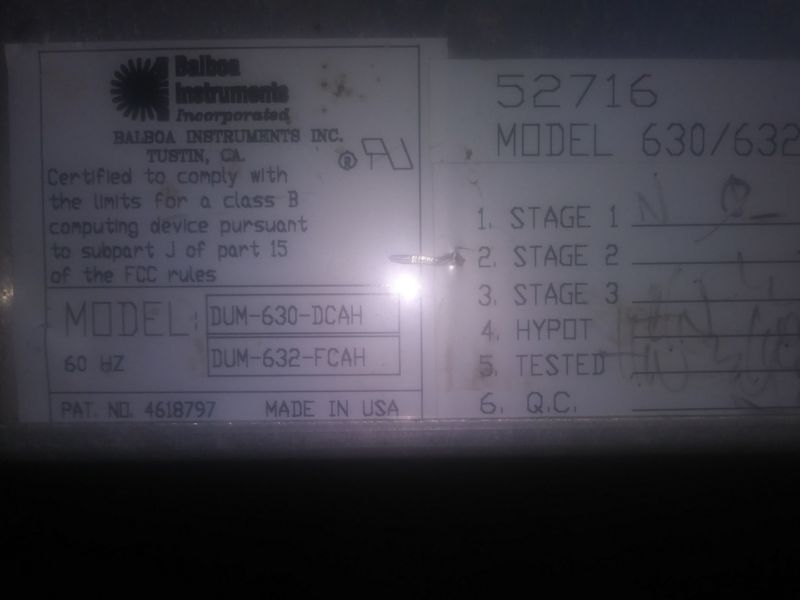 Balboa
Instruments
Incorporated
BALBOA INSTRUMENTS INC.
TUSTIN, CA.
Certified to comply with
the limits for a class B
computing device pursuant
to subpart J of part 15
of the FCC rules
MODEL:
DUM-630-DCAH
60 HZ
DUM-632-FCAH
PAT. NO. 4618797 MADE IN USA
52716
MODEL 630/632
1. STAGE 1
2. STAGE 2
3. STAGE 3
4. HYPOT
5. TESTED
6. Q.C.